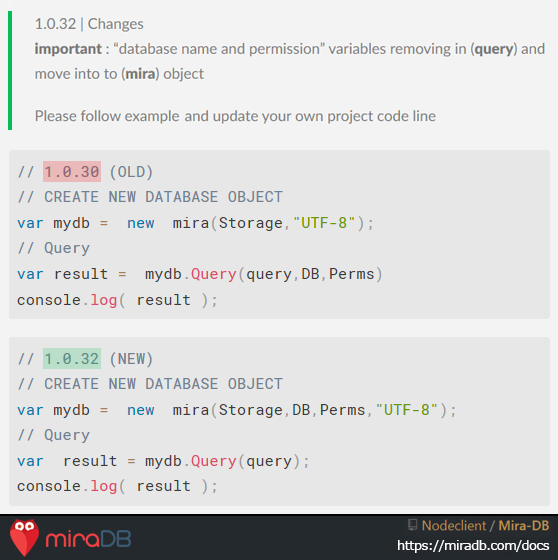 1.0.32 | Changes
important : “database name and permission” variables removing in (query) and
move into to (mira) object
Please follow example and update your own project code line
// 1.0.30 (OLD)
// CREATE NEW DATABASE OBJECT
var mydb = new mira(Storage,"UTF-8");
// Query
var result = mydb.Query(query,DB,Perms)
console.log( result );
// 1.0.32 (NEW)
// CREATE NEW DATABASE OBJECT
var mydb = new mira(Storage,DB,Perms,"UTF-8");
// Query
var result = mydb.Query(query);
console.log( result );
miraDB
Nodeclient / Mira-DB
https://miradb.com/docs